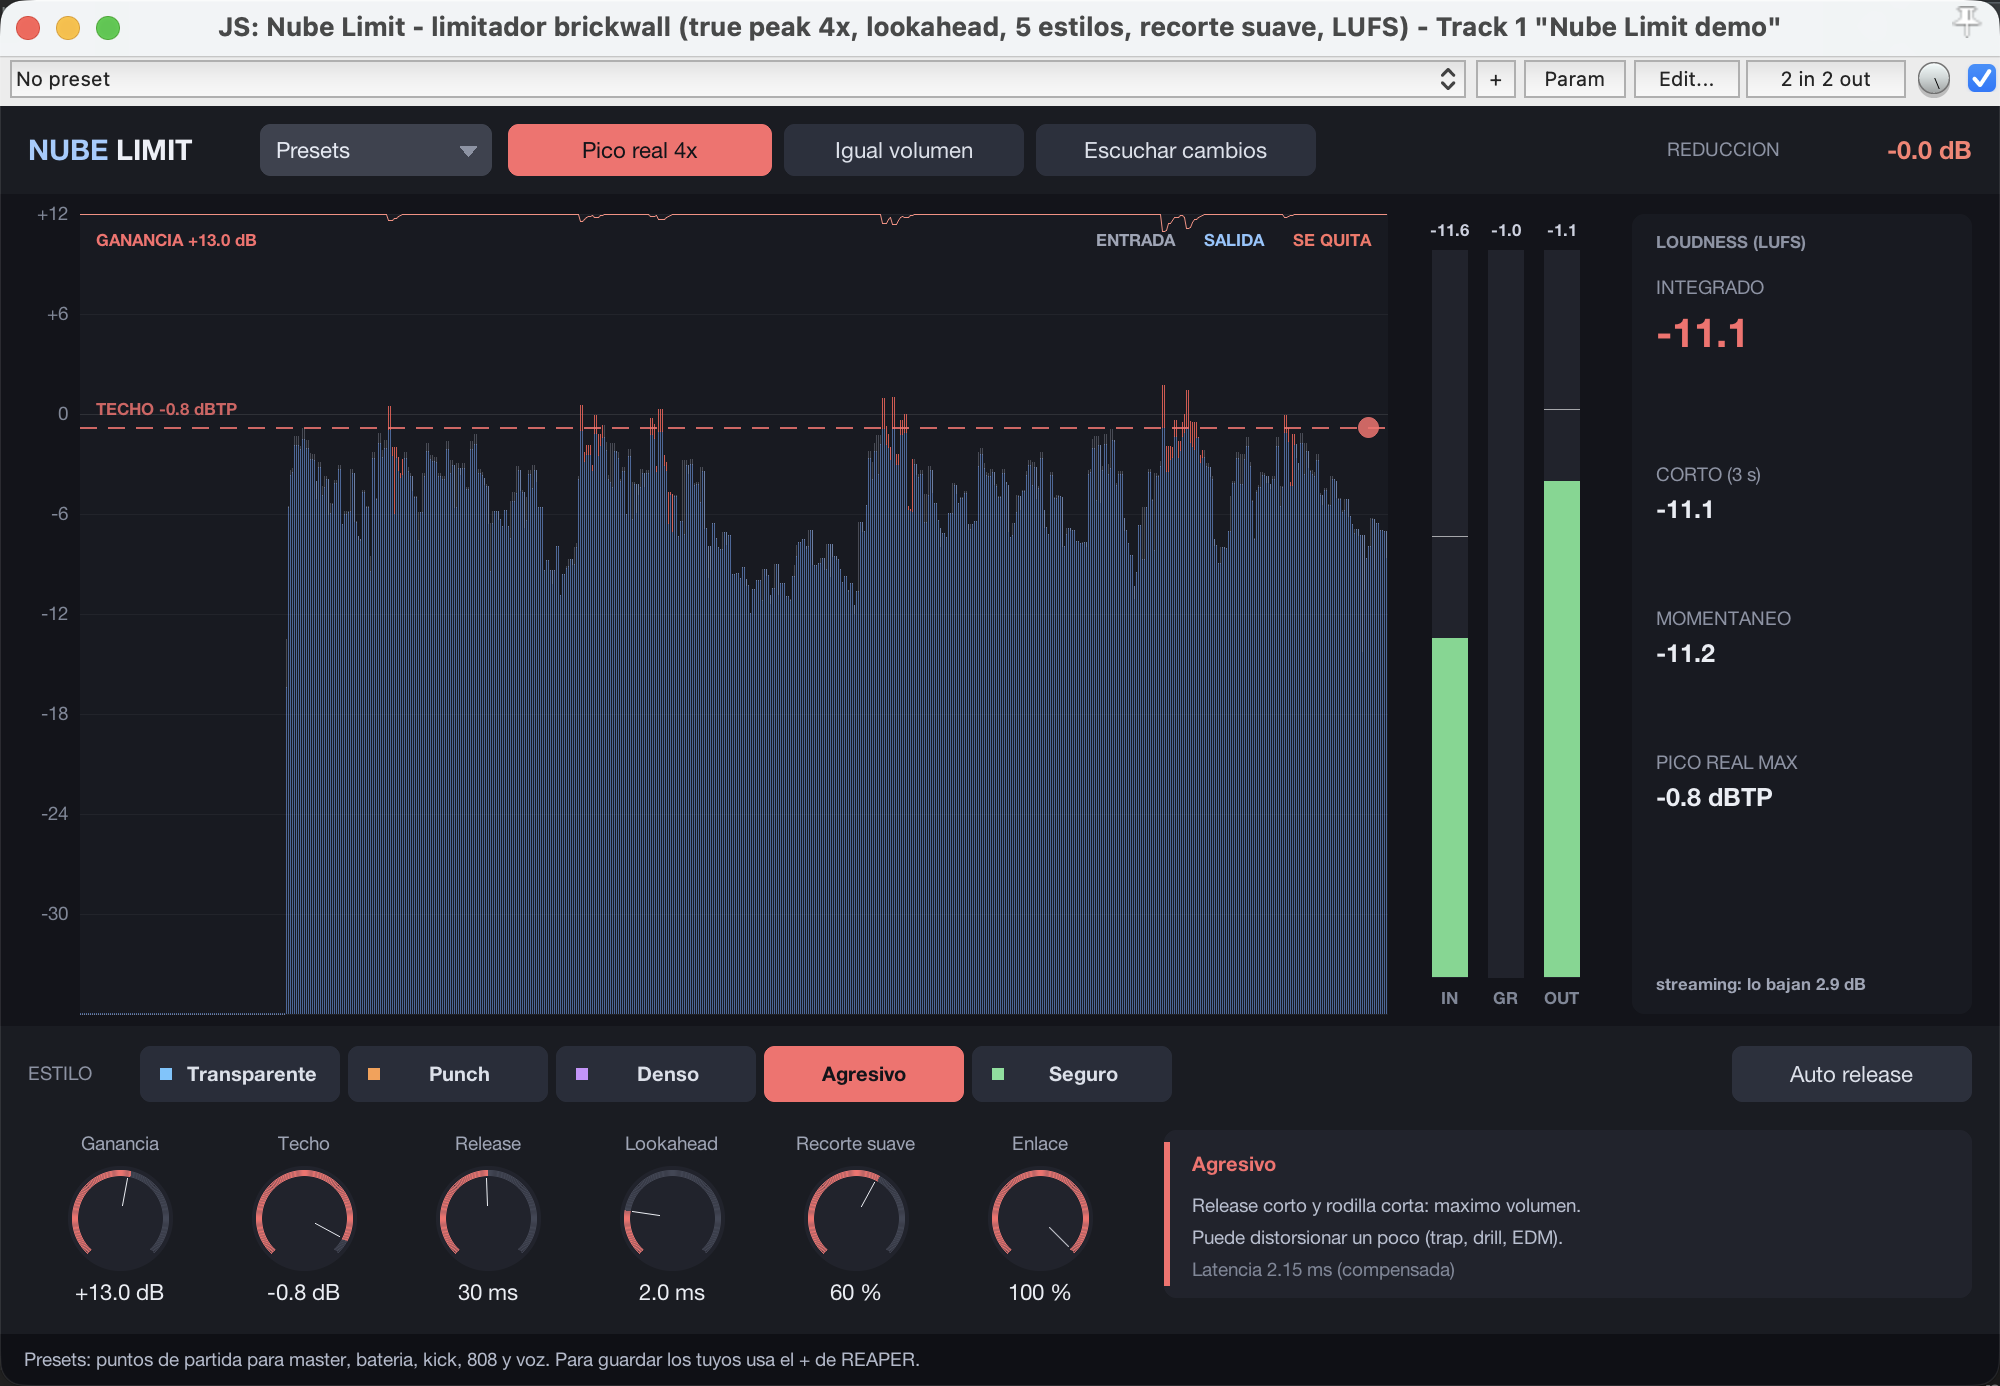 JS: Nube Limit - limitador brickwall (true peak 4x, lookahead, 5 estilos, recorte suave, LUFS) - Track 1 "Nube Limit demo"
No preset
+
Param
Edit...
2 in 2 out
NUBE LIMIT
Presets
Pico real 4x
Igual volumen
Escuchar cambios
REDUCCION
-0.0 dB
+12
+6
0
-6
-12
-18
-24
-30
GANANCIA +13.0 dB
ENTRADA
SALIDA
SE QUITA
TECHO -0.8 dBTP
-11.6
-1.0
-1.1
IN
GR
OUT
LOUDNESS (LUFS)
INTEGRADO
-11.1
CORTO (3 s)
-11.1
MOMENTANEO
-11.2
PICO REAL MAX
-0.8 dBTP
streaming: lo bajan 2.9 dB
ESTILO
Transparente
Punch
Denso
Agresivo
Seguro
Auto release
Ganancia
Techo
Release
Lookahead
Recorte suave
Enlace
+13.0 dB
-0.8 dB
30 ms
2.0 ms
60 %
100 %
Agresivo
Release corto y rodilla corta: maximo volumen.
Puede distorsionar un poco (trap, drill, EDM).
Latencia 2.15 ms (compensada)
Presets: puntos de partida para master, bateria, kick, 808 y voz. Para guardar los tuyos usa el + de REAPER.